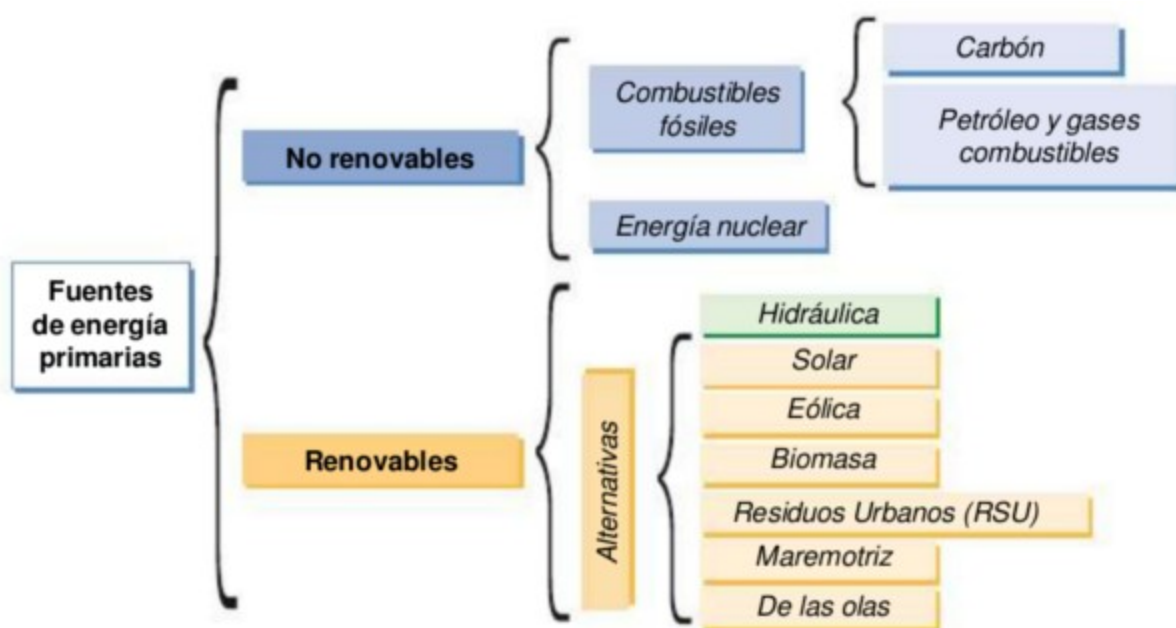 Fuentes
de energía
primarias
No renovables
Combustibles
fósiles
Carbón
Petróleo y gases
combustibles
Energía nuclear
Renovables
Alternativas
Hidráulica
Solar
Eólica
Biomasa
Residuos Urbanos (RSU)
Maremotriz
De las olas